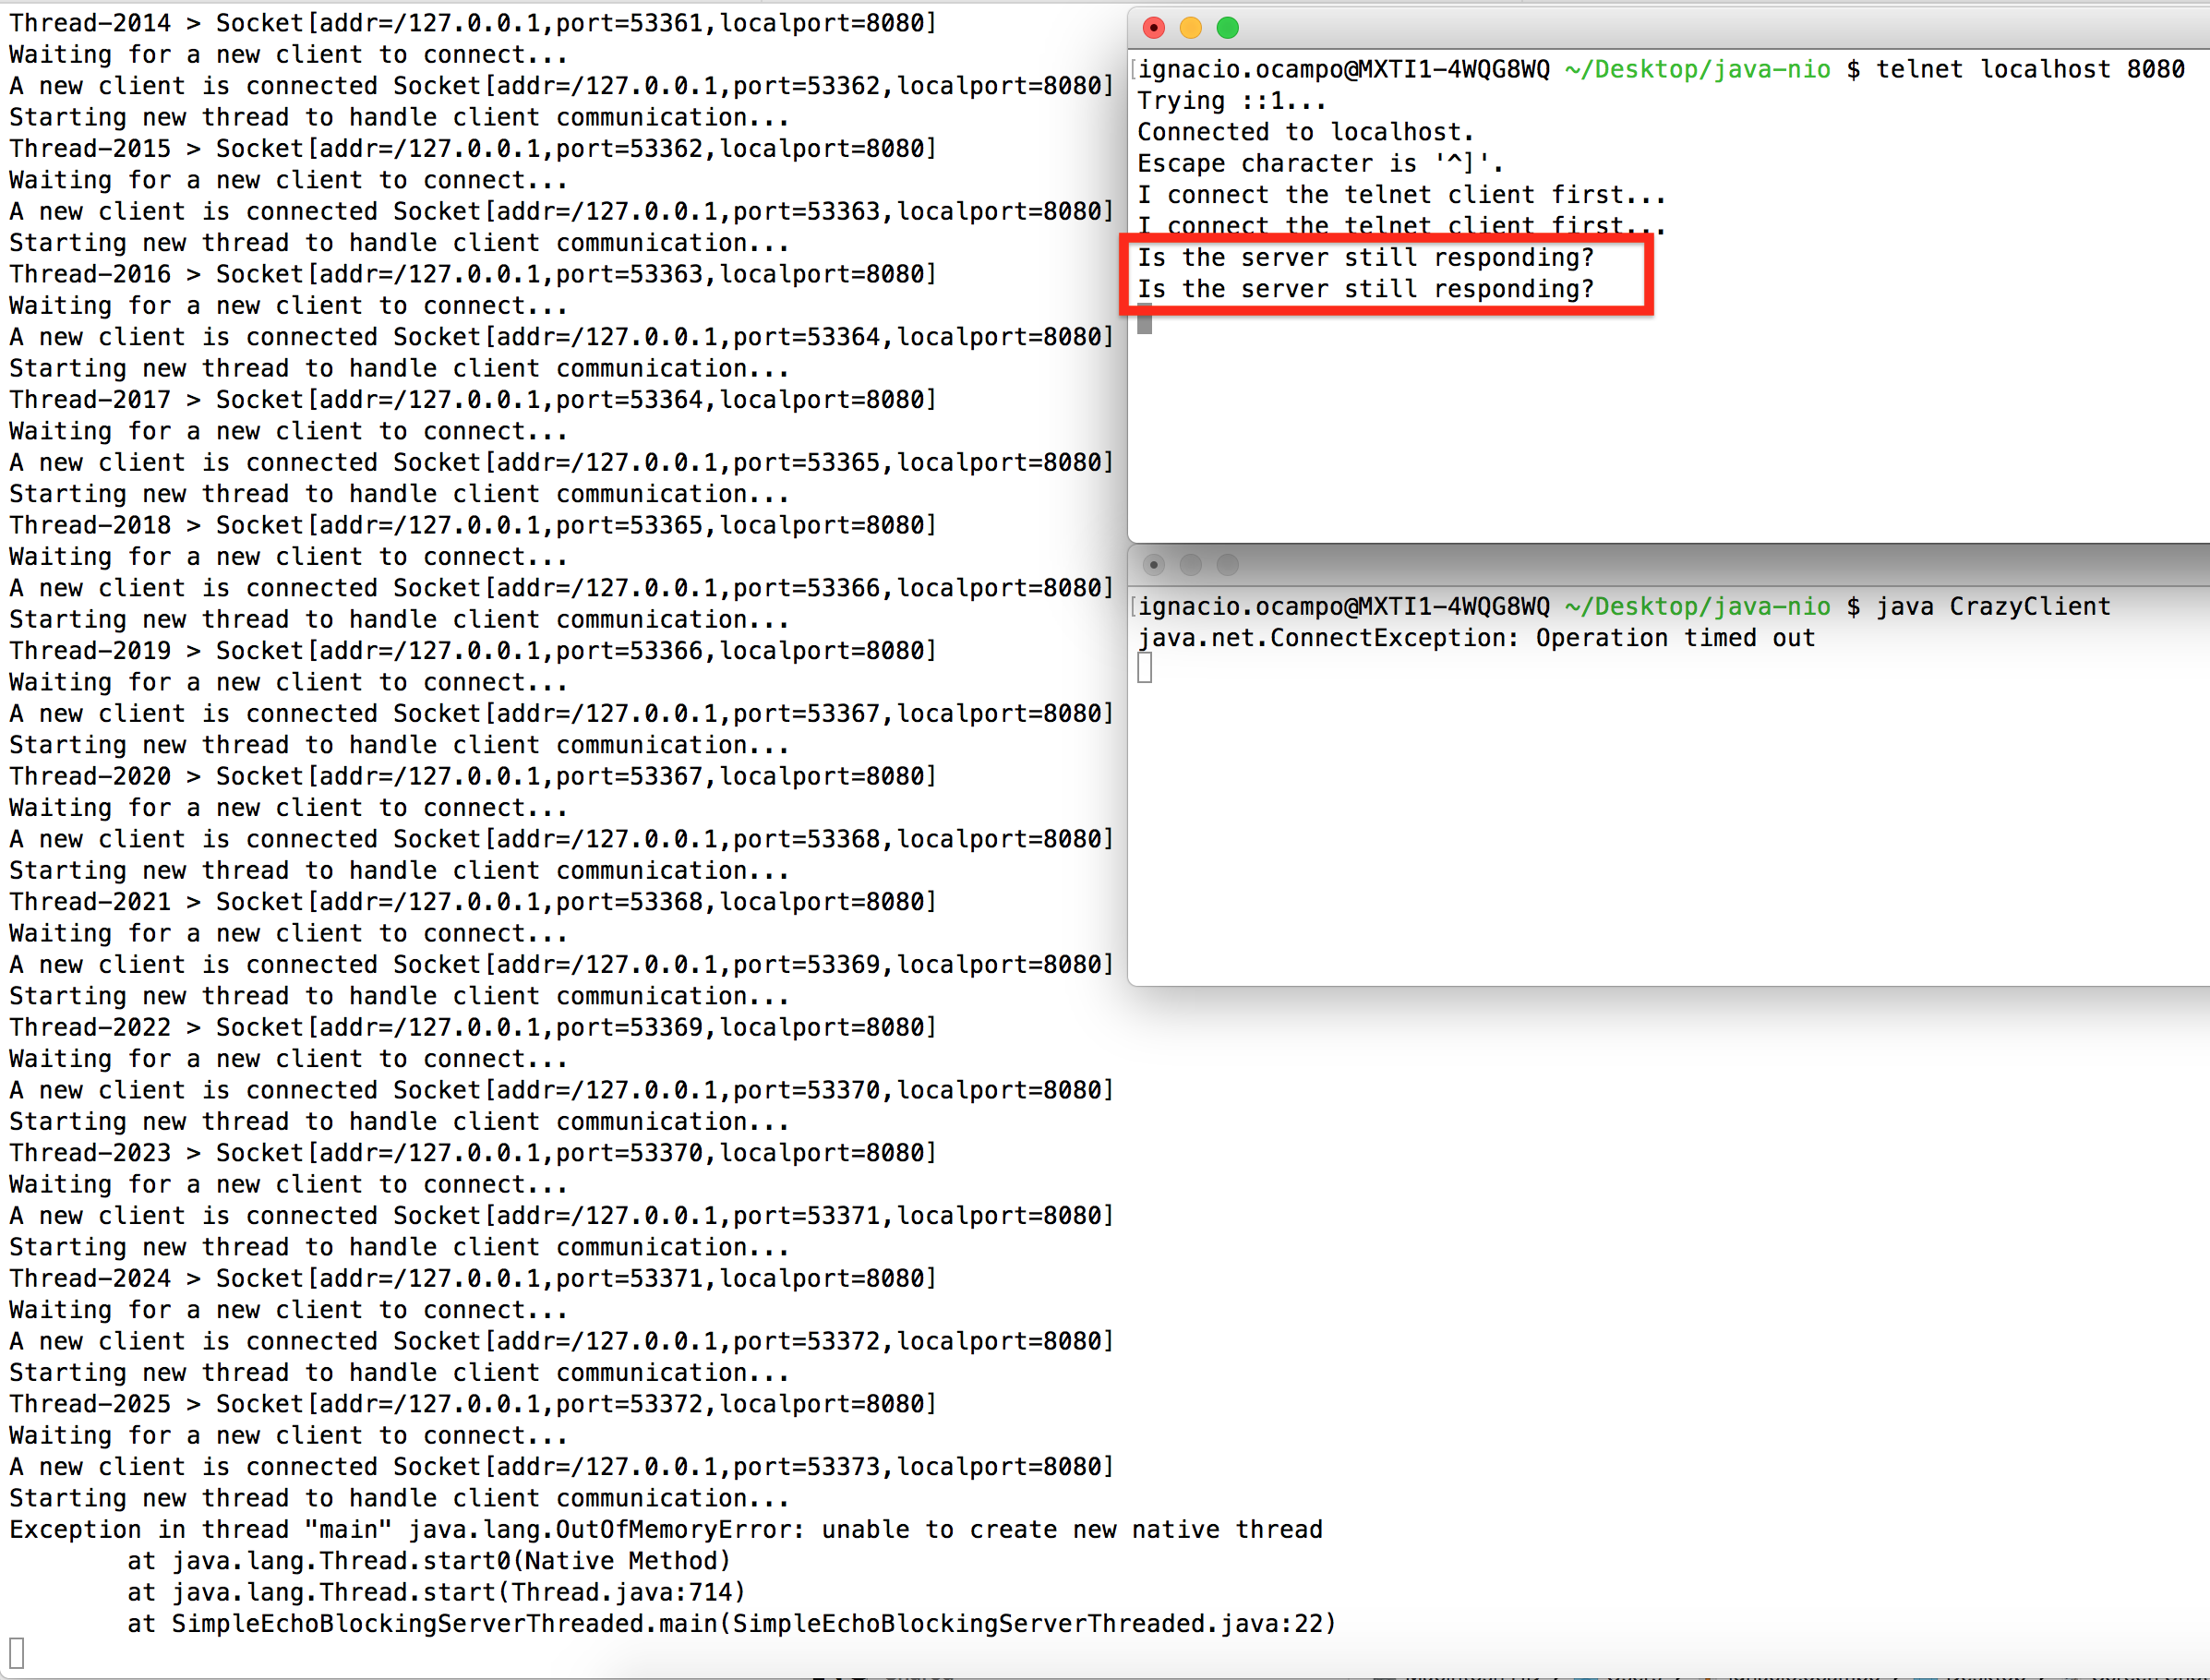 Thread-2014 > Socket[addr=/127.0.0.1,port=53361,localport=8080]
Waiting for a new client to connect...
A new client is connected Socket[addr=/127.0.0.1,port=53362,localport=8080]
Starting new thread to handle client communication...
Thread-2015 > Socket[addr=/127.0.0.1,port=53362,localport=8080]
Waiting for a new client to connect...
A new client is connected Socket[addr=/127.0.0.1,port=53363,localport=8080]
Starting new thread to handle client communication...
Thread-2016 > Socket[addr=/127.0.0.1,port=53363,localport=8080]
Waiting for a new client to connect...
A new client is connected Socket[addr=/127.0.0.1,port=53364,localport=8080]
Starting new thread to handle client communication...
Thread-2017 > Socket[addr=/127.0.0.1,port=53364,localport=8080]
Waiting for a new client to connect...
A new client is connected Socket[addr=/127.0.0.1,port=53365,localport=8080]
Starting new thread to handle client communication...
Thread-2018 > Socket[addr=/127.0.0.1,port=53365,localport=8080]
Waiting for a new client to connect...
A new client is connected Socket[addr=/127.0.0.1,port=53366,localport=8080]
Starting new thread to handle client communication...
Thread-2019 > Socket[addr=/127.0.0.1,port=53366,localport=8080]
Waiting for a new client to connect...
A new client is connected Socket[addr=/127.0.0.1,port=53367,localport=8080]
Starting new thread to handle client communication...
Thread-2020 > Socket[addr=/127.0.0.1,port=53367,localport=8080]
Waiting for a new client to connect...
A new client is connected Socket[addr=/127.0.0.1,port=53368,localport=8080]
Starting new thread to handle client communication...
Thread-2021 > Socket[addr=/127.0.0.1,port=53368,localport=8080]
Waiting for a new client to connect...
A new client is connected Socket[addr=/127.0.0.1,port=53369,localport=8080]
Starting new thread to handle client communication...
Thread-2022 > Socket[addr=/127.0.0.1,port=53369,localport=8080]
Waiting for a new client to connect...
A new client is connected Socket[addr=/127.0.0.1,port=53370,localport=8080]
Starting new thread to handle client communication...
Thread-2023 > Socket[addr=/127.0.0.1,port=53370,localport=8080]
Waiting for a new client to connect...
A new client is connected Socket[addr=/127.0.0.1,port=53371,localport=8080]
Starting new thread to handle client communication...
Thread-2024 > Socket[addr=/127.0.0.1,port=53371,localport=8080]
Waiting for a new client to connect...
A new client is connected Socket[addr=/127.0.0.1,port=53372,localport=8080]
Starting new thread to handle client communication...
Thread-2025 > Socket[addr=/127.0.0.1,port=53372,localport=8080]
Waiting for a new client to connect...
A new client is connected Socket[addr=/127.0.0.1,port=53373,localport=8080]
Starting new thread to handle client communication...
Exception in thread "main" java.lang.OutOfMemoryError: unable to create new native thread
at java.lang.Thread.start0(Native Method)
at java.lang.Thread.start(Thread.java:714)
at SimpleEchoBlockingServerThreaded.main(SimpleEchoBlockingServerThreaded.java:22)
[ignacio.ocampo@MXTI1-4WQG8WQ ~/Desktop/java-nio $ telnet localhost 8080
Trying ::1...
Connected to localhost.
Escape character is '^]'.
I connect the telnet client first...
I connect the telnet client first...
Is the server still responding?
Is the server still responding?
[ignacio.ocampo@MXTI1-4WQG8WQ ~/Desktop/java-nio $ java CrazyClient
java.net.ConnectException: Operation timed out